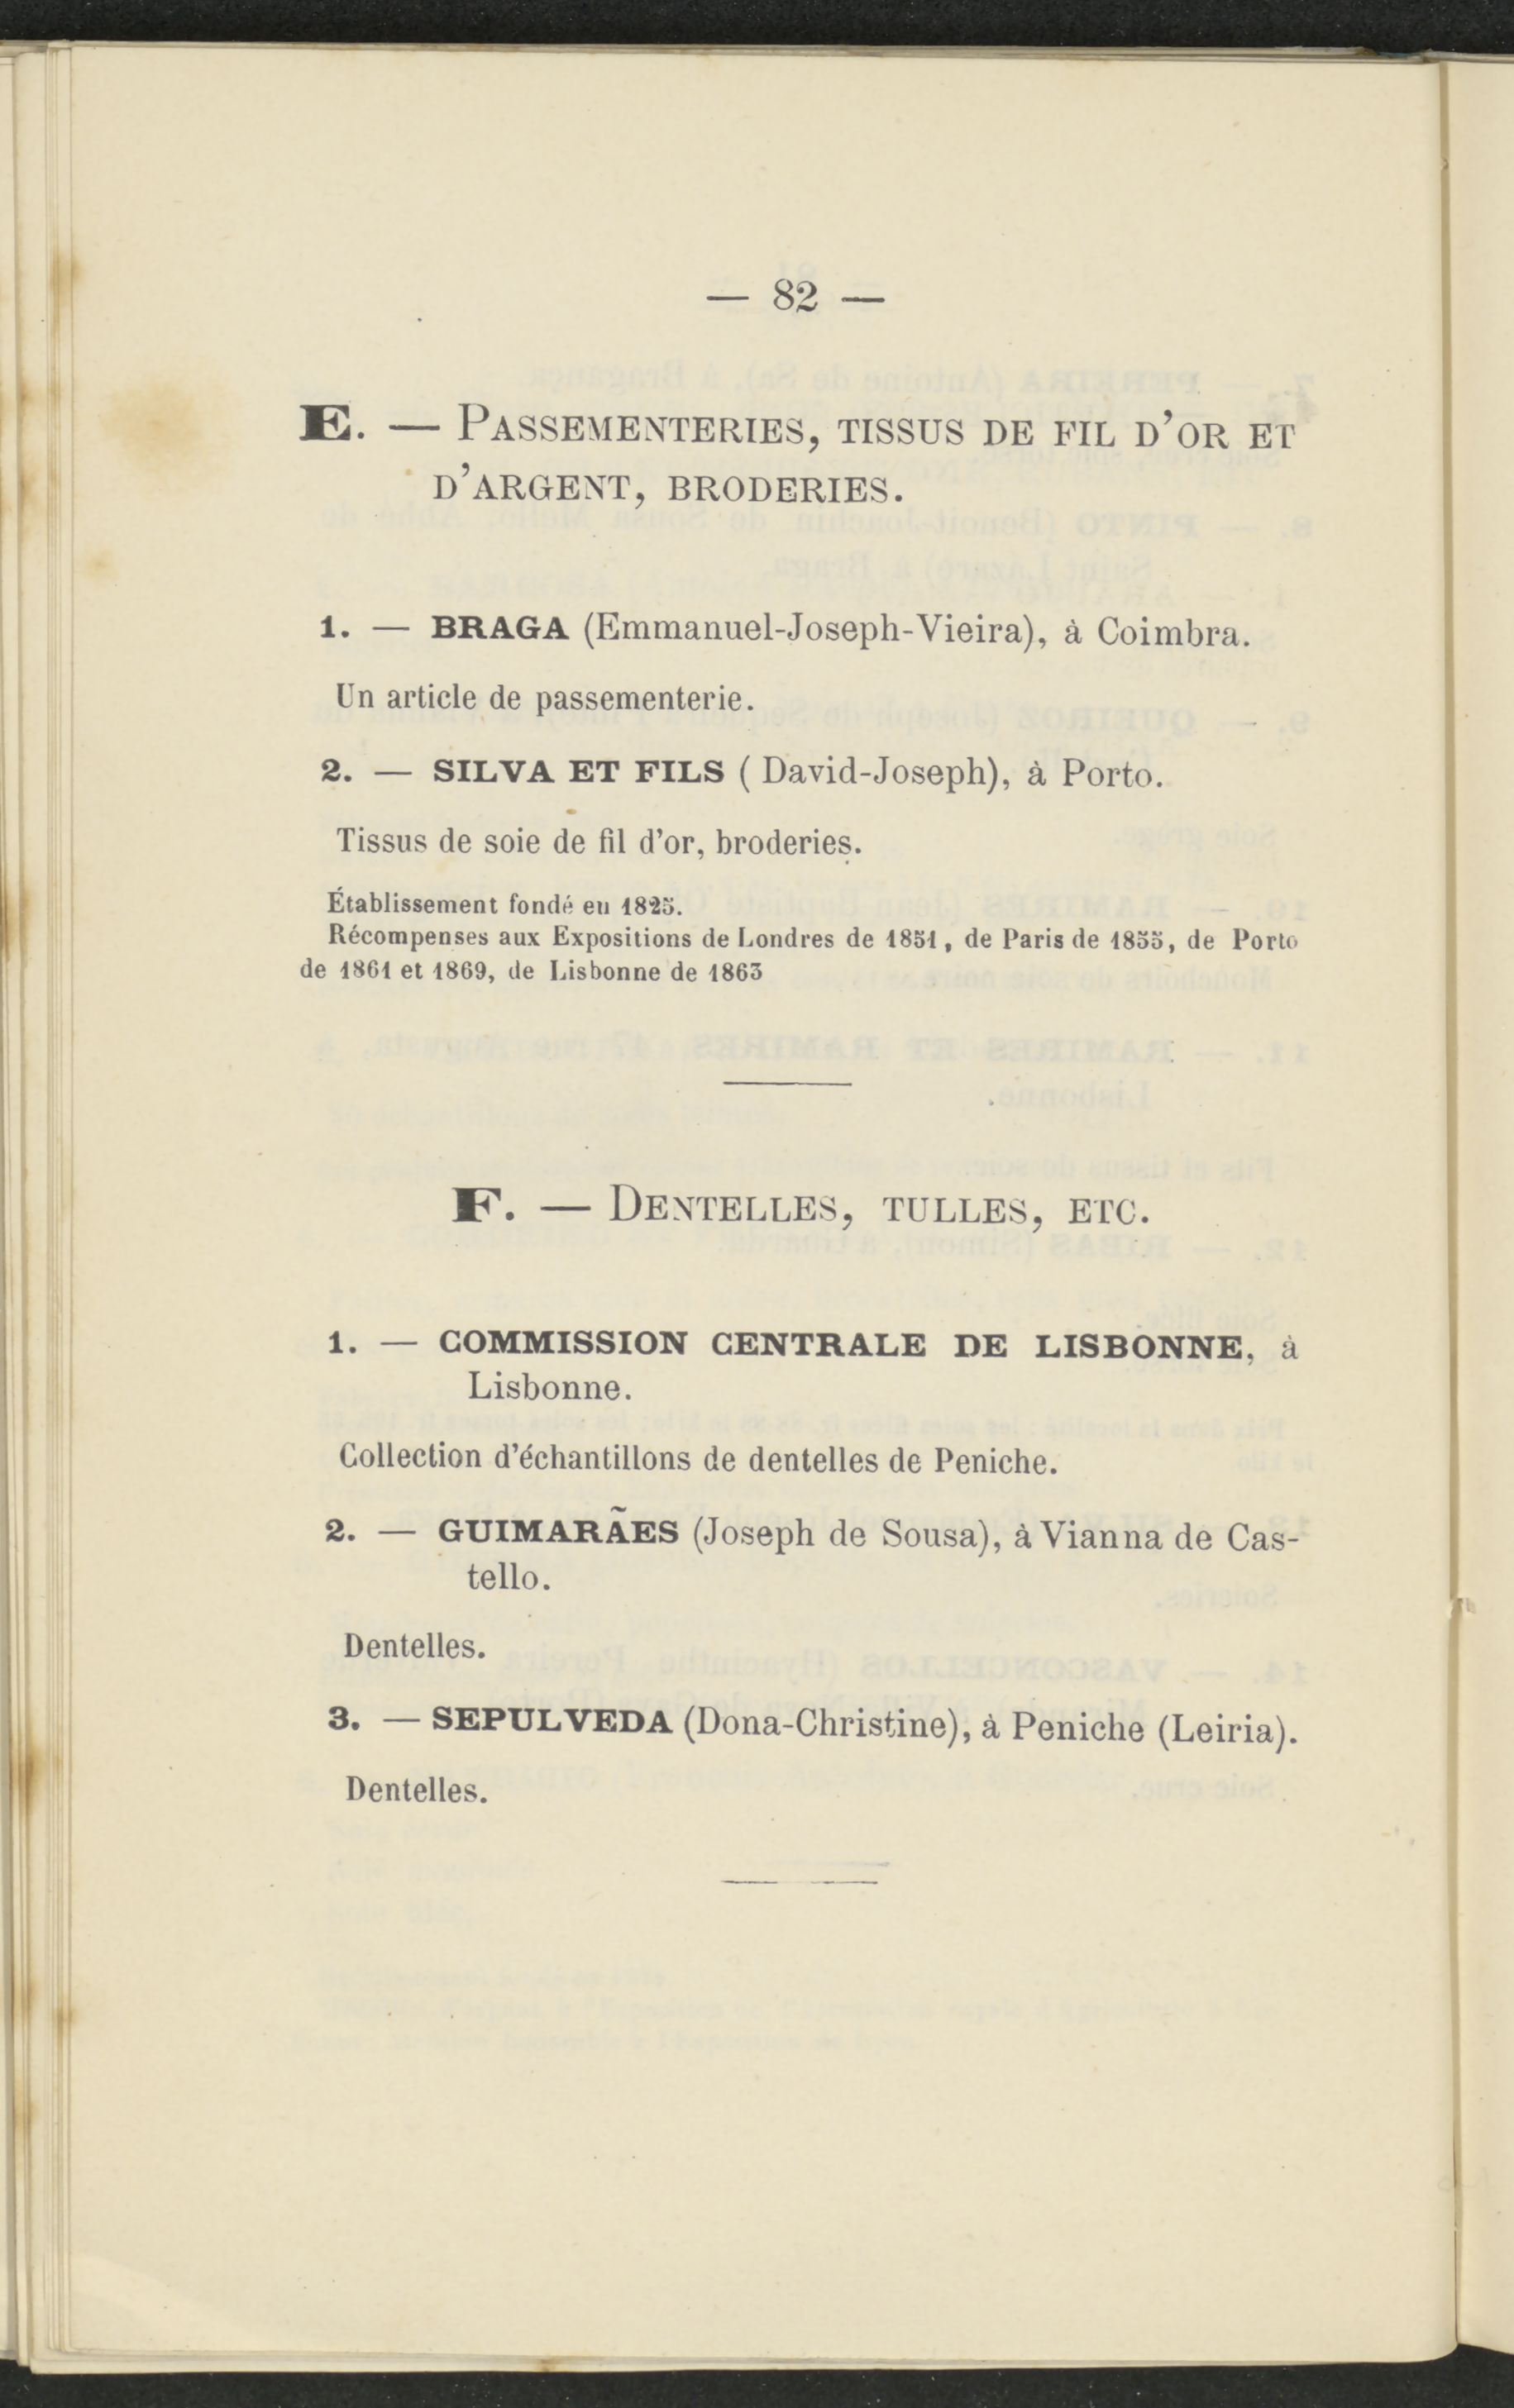 — 82 —
E. — PASSEMENTERIES, TISSUS DE FIL D'OR ET
D'ARGENT, BRODERIES.
1. — BRAGA (Emmanuel-Joseph-Vieira), à Coimbra.
Un article de passementerie.
2. — SILVA ET FILS ( David-Joseph), à Porto.
Tissus de soie de fil d'or, broderies.
Établissement fondé en 1825.
Récompenses aux Expositions de Londres de 1851, de Paris de 1855, de Porto
de 1861 et 1869, de Lisbonne de 1863
F. — DENTELLES, TULLES, ETC.
1. — COMMISSION CENTRALE DE LISBONNE, à
Lisbonne.
Collection d'échantillons de dentelles de Peniche.
2. — GUIMARÃES (Joseph de Sousa), à Vianna de Cas-
tello.
Dentelles.
3. — SEPULVEDA (Dona-Christine), à Peniche (Leiria).
Dentelles.